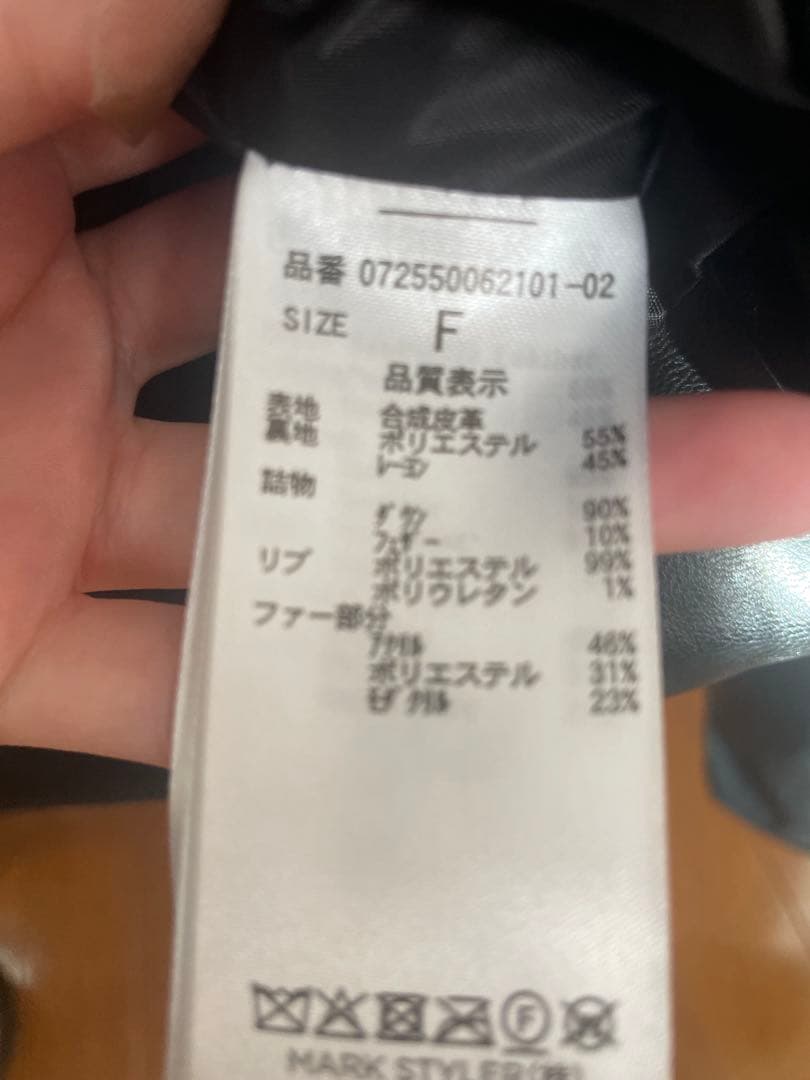 品番 072550062101-02
SIZE F
品質表示
表地 合成皮革
裏地 ポリエステル 55%
ﾚｰﾖﾝ 45%
詰物
ﾀﾞｳﾝ 90%
ﾌｪｻﾞｰ 10%
リブ ポリエステル 99%
ポリウレタン 1%
ファー部分
ｱｸﾘﾙ 46%
ポリエステル 31%
ﾓﾀﾞｸﾘﾙ 23%
F
MARK STYLER(株)